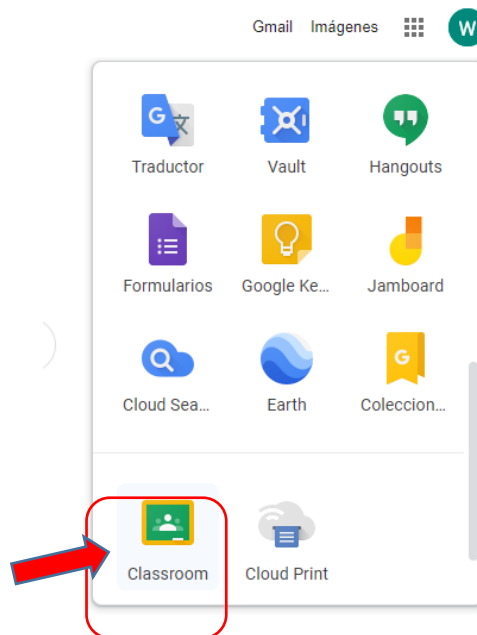 Gmail Imágenes W
Traductor Vault Hangouts
Formularios Google Ke... Jamboard
Cloud Sea... Earth Coleccion...
Classroom Cloud Print